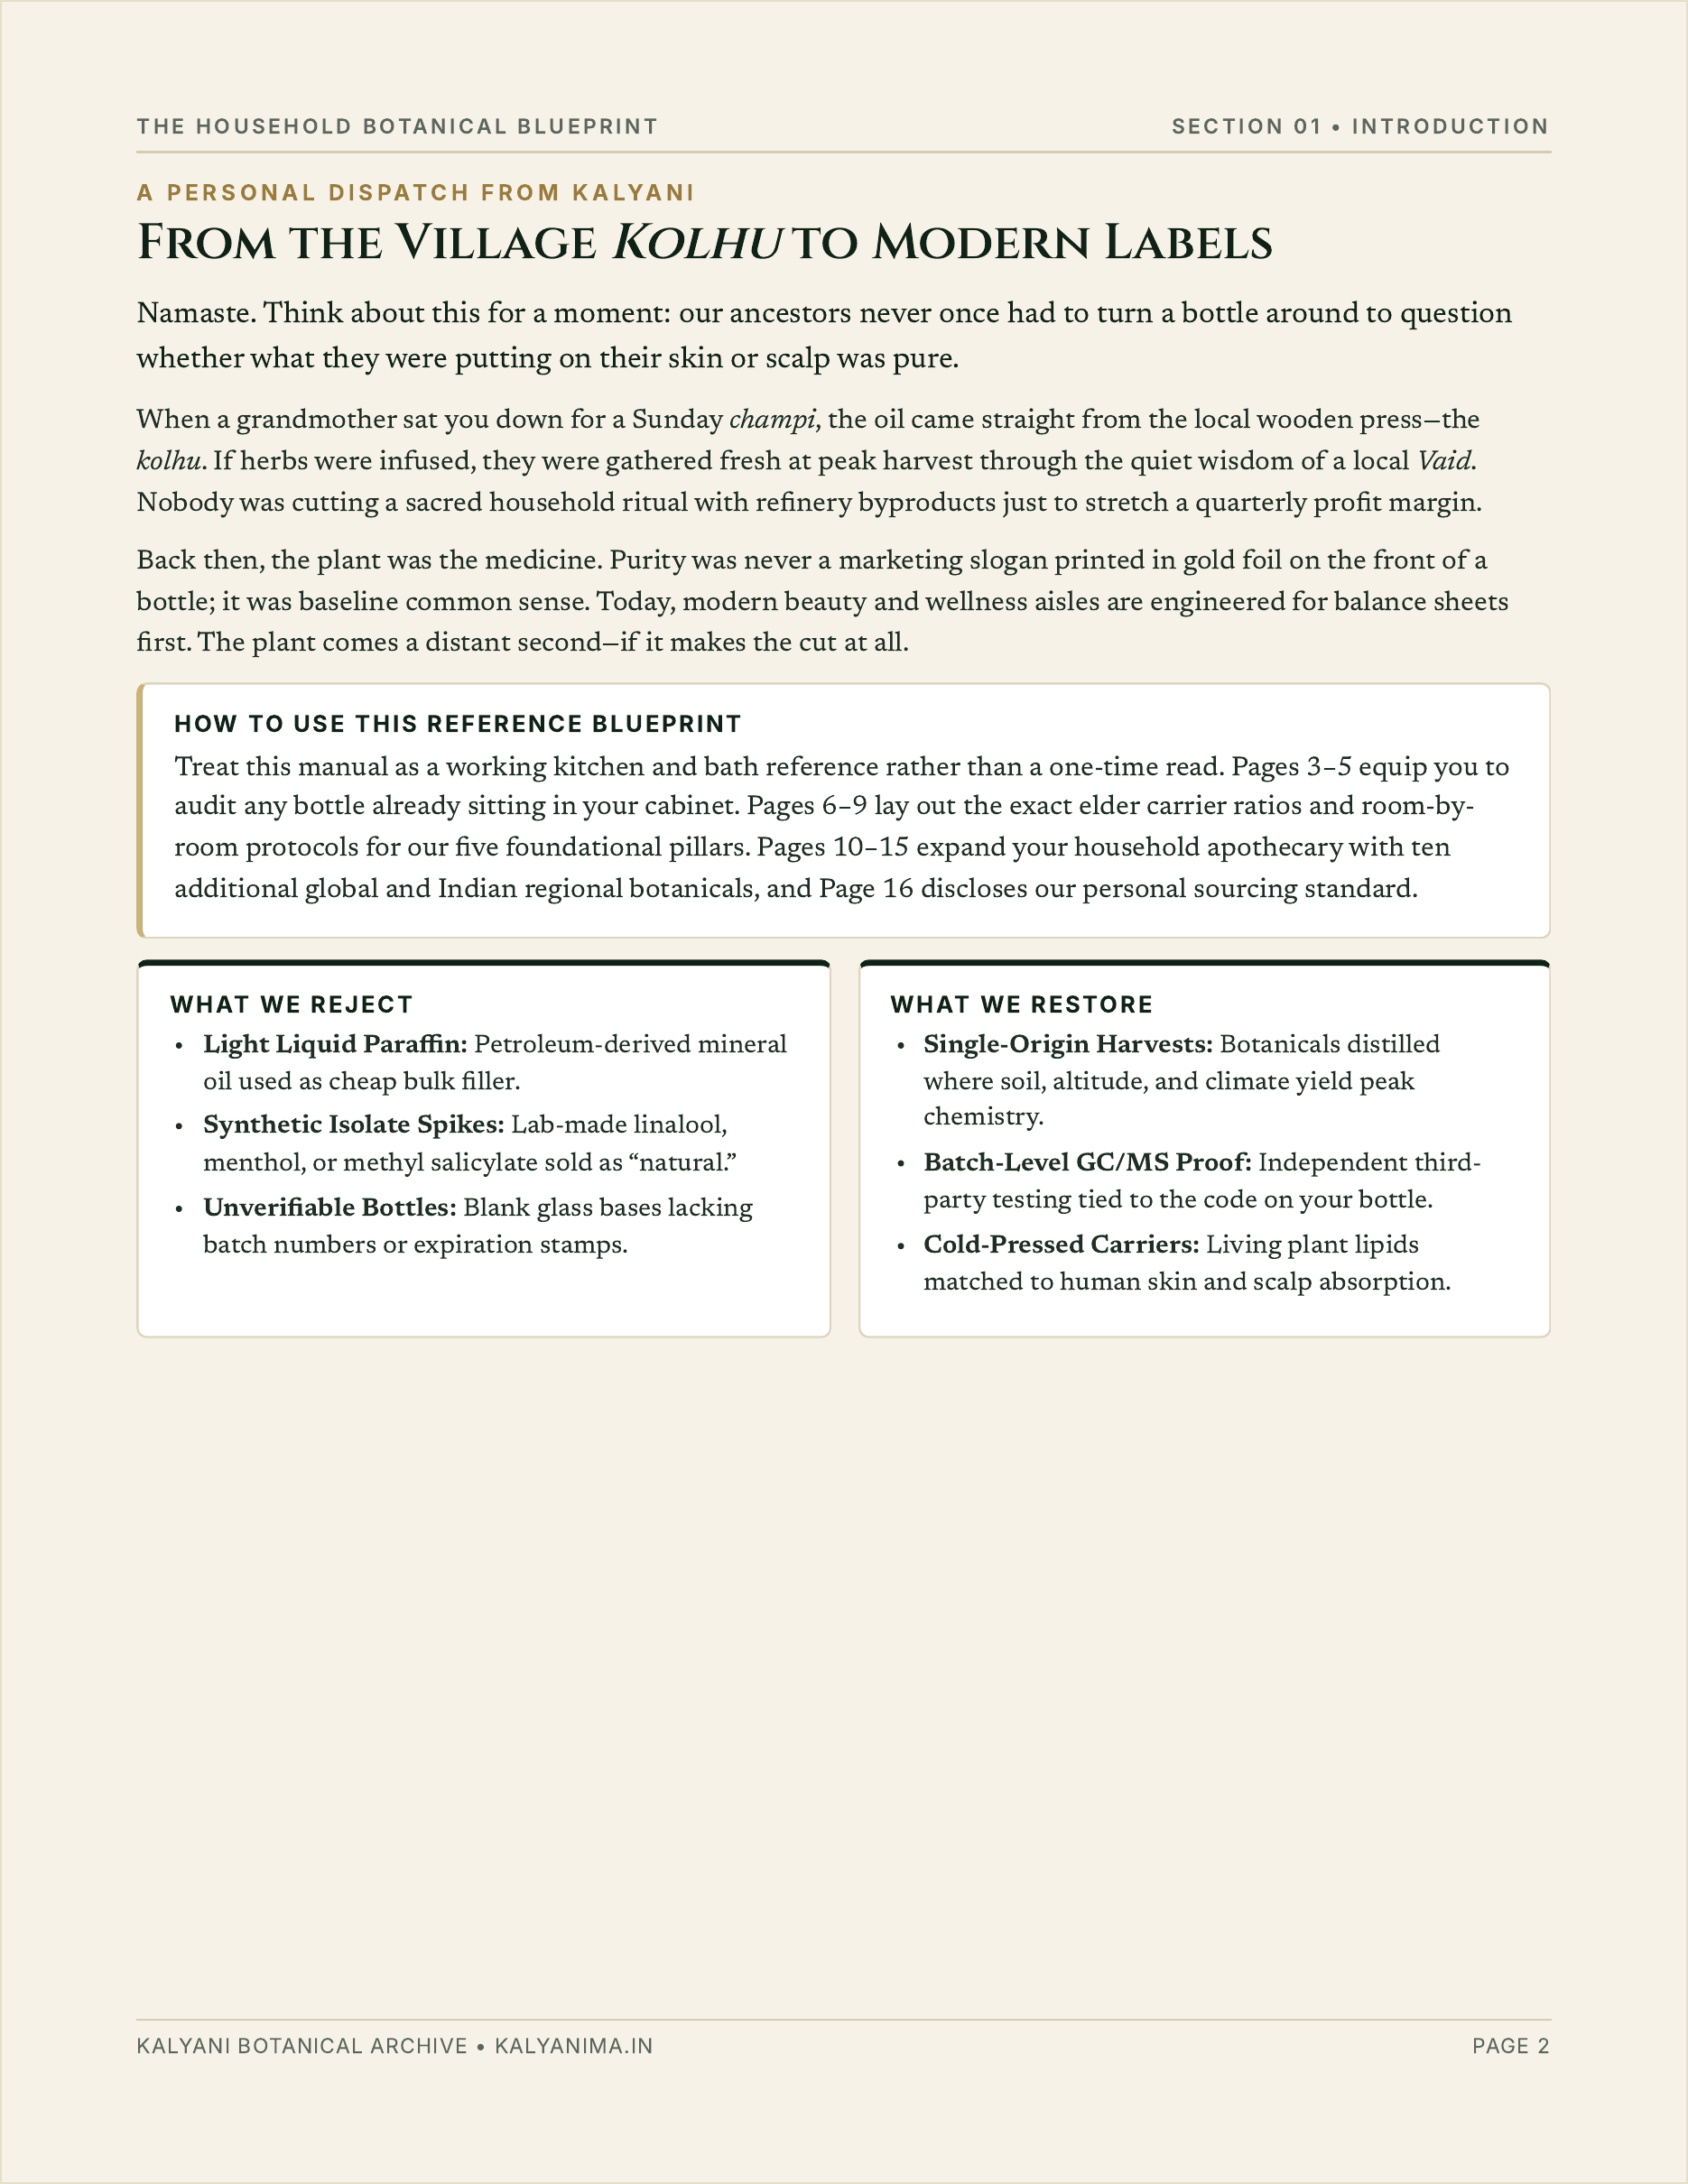 THE HOUSEHOLD BOTANICAL BLUEPRINT
SECTION 01 • INTRODUCTION
A PERSONAL DISPATCH FROM KALYANI
FROM THE VILLAGE KOLHU TO MODERN LABELS
Namaste. Think about this for a moment: our ancestors never once had to turn a bottle around to question
whether what they were putting on their skin or scalp was pure.
When a grandmother sat you down for a Sunday champi, the oil came straight from the local wooden press—the
kolhu. If herbs were infused, they were gathered fresh at peak harvest through the quiet wisdom of a local Vaid.
Nobody was cutting a sacred household ritual with refinery byproducts just to stretch a quarterly profit margin.
Back then, the plant was the medicine. Purity was never a marketing slogan printed in gold foil on the front of a
bottle; it was baseline common sense. Today, modern beauty and wellness aisles are engineered for balance sheets
first. The plant comes a distant second—if it makes the cut at all.
HOW TO USE THIS REFERENCE BLUEPRINT
Treat this manual as a working kitchen and bath reference rather than a one-time read. Pages 3–5 equip you to
audit any bottle already sitting in your cabinet. Pages 6–9 lay out the exact elder carrier ratios and room-by-
room protocols for our five foundational pillars. Pages 10–15 expand your household apothecary with ten
additional global and Indian regional botanicals, and Page 16 discloses our personal sourcing standard.
WHAT WE REJECT
• Light Liquid Paraffin: Petroleum-derived mineral
oil used as cheap bulk filler.
• Synthetic Isolate Spikes: Lab-made linalool,
menthol, or methyl salicylate sold as “natural.”
• Unverifiable Bottles: Blank glass bases lacking
batch numbers or expiration stamps.
WHAT WE RESTORE
• Single-Origin Harvests: Botanicals distilled
where soil, altitude, and climate yield peak
chemistry.
• Batch-Level GC/MS Proof: Independent third-
party testing tied to the code on your bottle.
• Cold-Pressed Carriers: Living plant lipids
matched to human skin and scalp absorption.
KALYANI BOTANICAL ARCHIVE • KALYANIMA.IN
PAGE 2